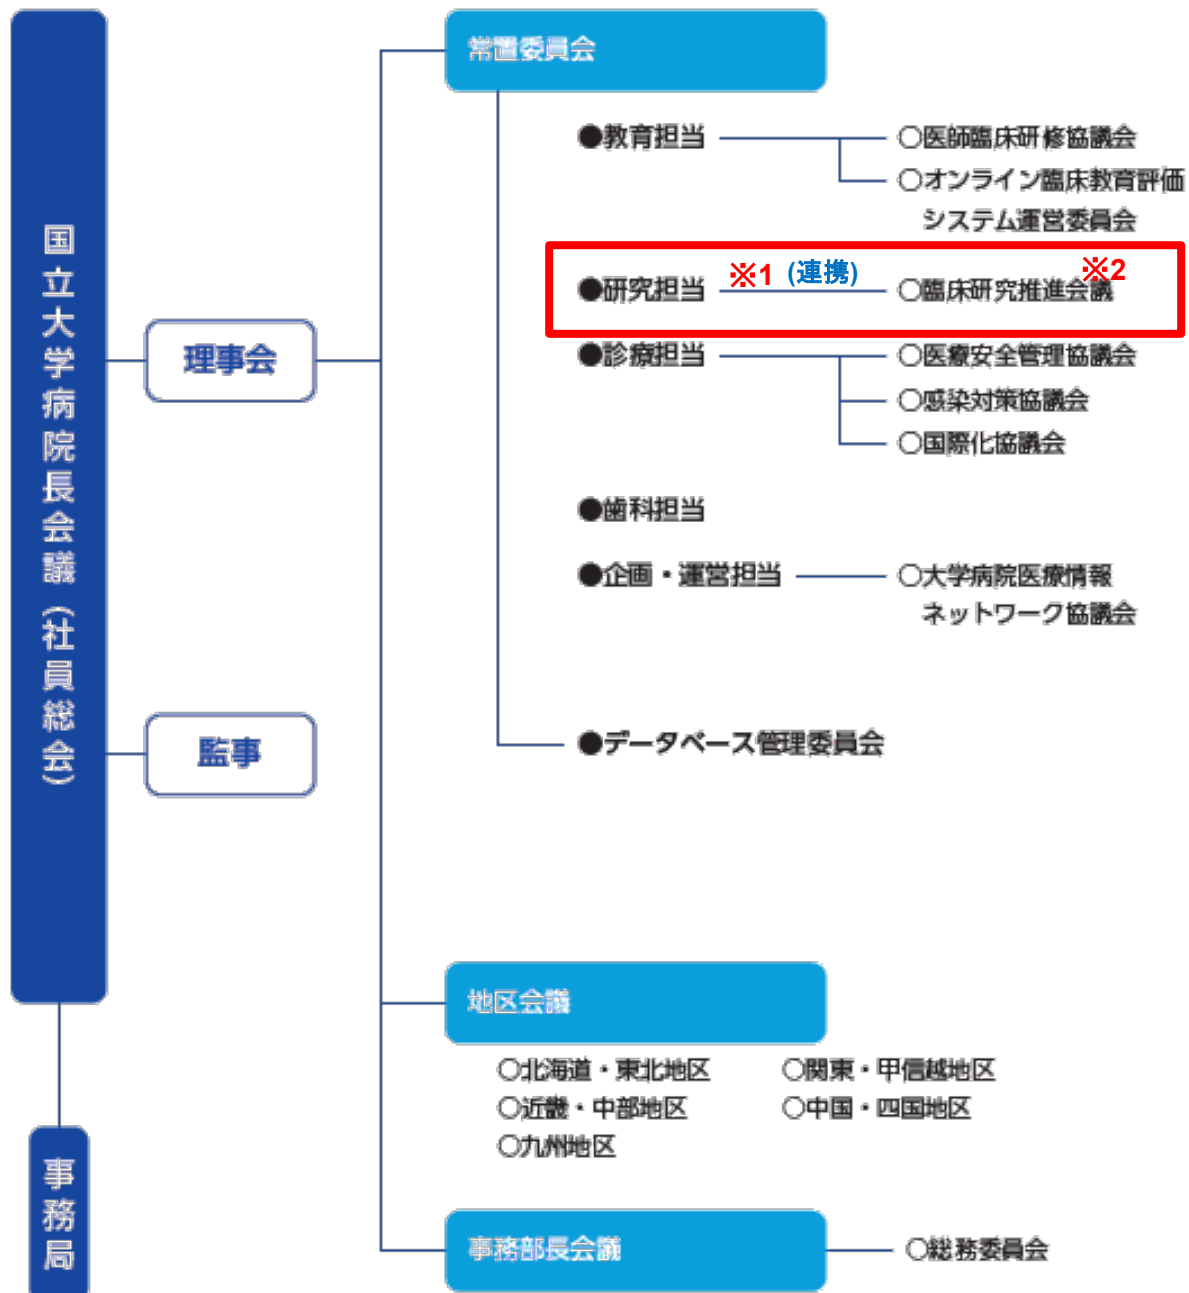 国立大学病院長会議（社員総会）
事務局
理事会
監事
常置委員会
●教育担当
○医師臨床研修協議会
○オンライン臨床教育評価
システム運営委員会
●研究担当 ※1 (連携) ○臨床研究推進会議 ※2
●診療担当
○医療安全管理協議会
○感染対策協議会
○国際化協議会
●歯科担当
●企画・運営担当
○大学病院医療情報
ネットワーク協議会
●データベース管理委員会
地区会議
○北海道・東北地区 ○関東・甲信越地区
○近畿・中部地区 ○中国・四国地区
○九州地区
事務部長会議
○総務委員会